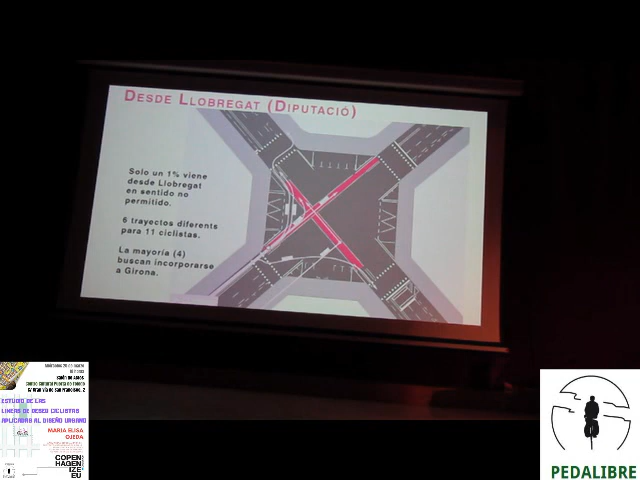 DESDE LLOBREGAT (DIPUTACIÓ)
Solo un 1% viene
desde Llobregat
en sentido no
permitido.
6 trayectos diferents
para 11 ciclistas.
La mayoría (4)
buscan incorporarse
a Girona.
ESTUDIO DE LAS
LINEAS DE DESEO CICLISTAS
APLICADAS AL DISEÑO URBANO
MARIA ELISA
OJEDA
COPEN
HAGEN
IZE
EU
PEDALIBRE